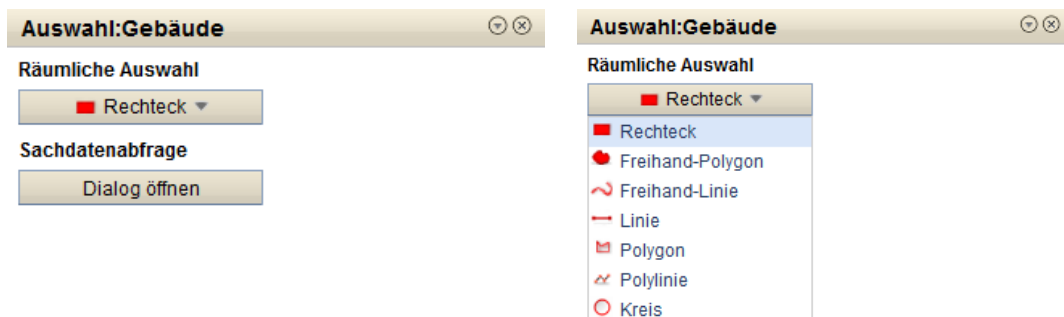 Auswahl:Gebäude
Räumliche Auswahl
Rechteck
Sachdatenabfrage
Dialog öffnen
Auswahl:Gebäude
Räumliche Auswahl
Rechteck
Rechteck
Freihand-Polygon
Freihand-Linie
Linie
Polygon
Polylinie
Kreis